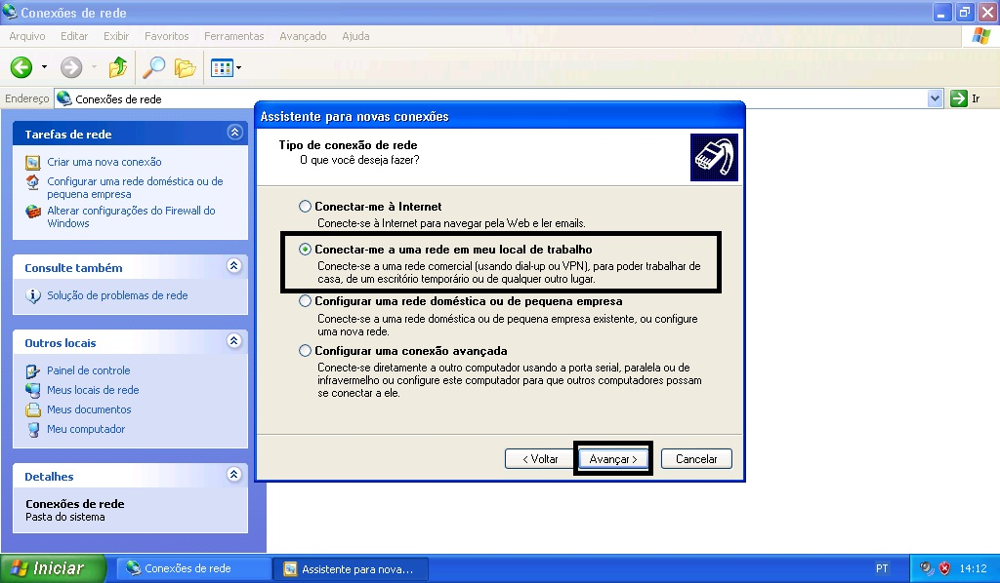 Conexões de rede
Arquivo Editar Exibir Favoritos Ferramentas Avançado Ajuda
Endereço Conexões de rede Ir
Tarefas de rede
Criar uma nova conexão
Configurar uma rede doméstica ou de
pequena empresa
Alterar configurações do Firewall do
Windows
Consulte também
Solução de problemas de rede
Outros locais
Painel de controle
Meus locais de rede
Meus documentos
Meu computador
Detalhes
Conexões de rede
Pasta do sistema
Assistente para novas conexões
Tipo de conexão de rede
O que você deseja fazer?
Conectar-me à Internet
Conecte-se à Internet para navegar pela Web e ler emails.
Conectar-me a uma rede em meu local de trabalho
Conecte-se a uma rede comercial (usando dial-up ou VPN), para poder trabalhar de
casa, de um escritório temporário ou de qualquer outro lugar.
Configurar uma rede doméstica ou de pequena empresa
Conecte-se a uma rede doméstica ou de pequena empresa existente, ou configure
uma nova rede.
Configurar uma conexão avançada
Conecte-se diretamente a outro computador usando a porta serial, paralela ou de
infravermelho ou configure este computador para que outros computadores possam
se conectar a ele.
< Voltar Avançar > Cancelar
Iniciar Conexões de rede Assistente para nova... PT 14:12